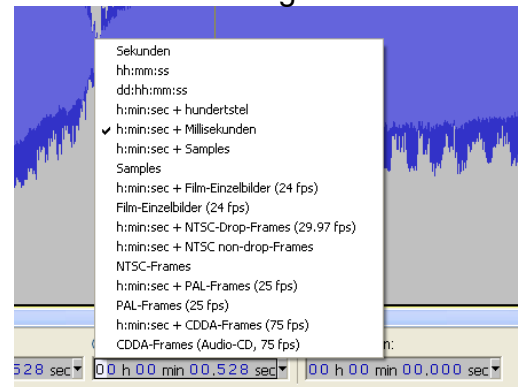 Sekunden
hh:mm:ss
dd:hh:mm:ss
h:min:sec + hundertstel
h:min:sec + Millisekunden
h:min:sec + Samples
Samples
h:min:sec + Film-Einzelbilder (24 fps)
Film-Einzelbilder (24 fps)
h:min:sec + NTSC-Drop-Frames (29.97 fps)
h:min:sec + NTSC non-drop-Frames
NTSC-Frames
h:min:sec + PAL-Frames (25 fps)
PAL-Frames (25 fps)
h:min:sec + CDDA-Frames (75 fps)
CDDA-Frames (Audio-CD, 75 fps)
n:
528 sec 00 h 00 min 00,528 sec 00 h 00 min 00,000 sec